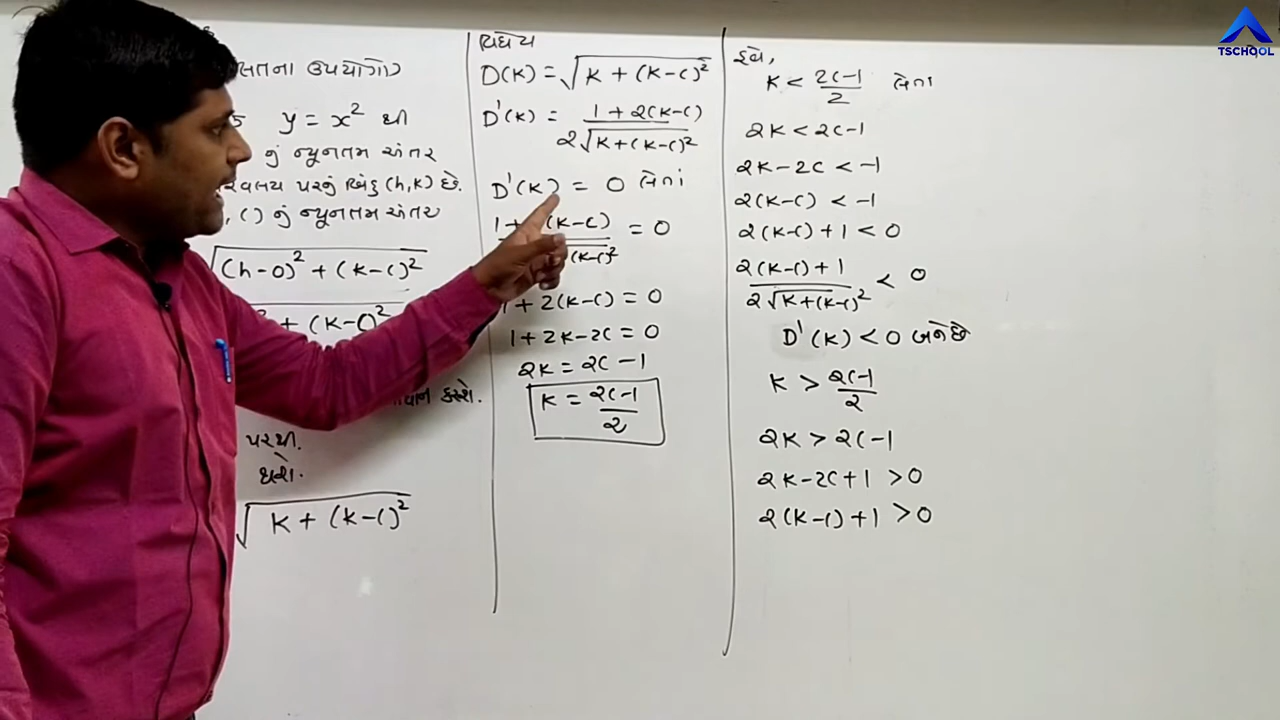 ઉપયોગો
y = x² થી
નું ન્યૂનતમ અંતર
પરનું બિંદુ (h, k) છે.
, c) નું ન્યૂનતમ અંતર
√(h-0)² + (k-c)²
+ (k-c)²
કરશે.
પરથી.
થશે.
√k + (k-c)²
વિધેય
D(k) = √k + (k-c)²
D'(k) = 1 + 2(k-c) / 2√k+(k-c)²
D'(k) = 0 લેતાં
1 + (k-c) / (k-c)² = 0
1 + 2(k-c) = 0
1 + 2k - 2c = 0
2k = 2c - 1
k = 2c-1 / 2
હવે,
k < 2c-1 / 2 લેતા
2k < 2c-1
2k - 2c < -1
2(k-c) < -1
2(k-c) + 1 < 0
2(k-c) + 1 / 2√k+(k-c)² < 0
D'(k) < 0 બને છે
k > 2c-1 / 2
2k > 2c-1
2k - 2c + 1 > 0
2(k-c) + 1 > 0
TSCHOOL